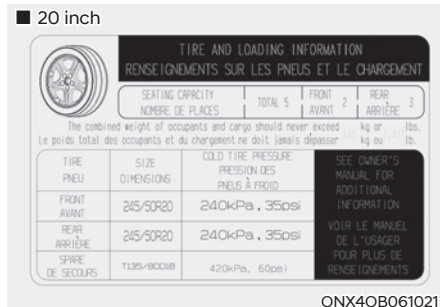 ■ 20 inch
TIRE AND LOADING INFORMATION
RENSEIGNEMENTS SUR LES PNEUS ET LE CHARGEMENT
SEATING CAPACITY
NOMBRE DE PLACES
TOTAL 5
FRONT
AVANT
2
REAR
ARRIÈRE
3
The combined weight of occupants and cargo should never exceed kg or lbs.
Le poids total des occupants et du chargement ne doit jamais dépasser kg ou lb.
TIRE
PNEU
SIZE
DIMENSIONS
COLD TIRE PRESSURE
PRESSION DES
PNEUS À FROID
SEE OWNER'S
MANUAL FOR
ADDITIONAL
INFORMATION
VOIR LE MANUEL
DE L'USAGER
POUR PLUS DE
RENSEIGNEMENTS
FRONT
AVANT
245/50R20
240kPa, 35psi
REAR
ARRIÈRE
245/50R20
240kPa, 35psi
SPARE
DE SECOURS
T135/80D18
420kPa, 60psi
ONX4OB061021